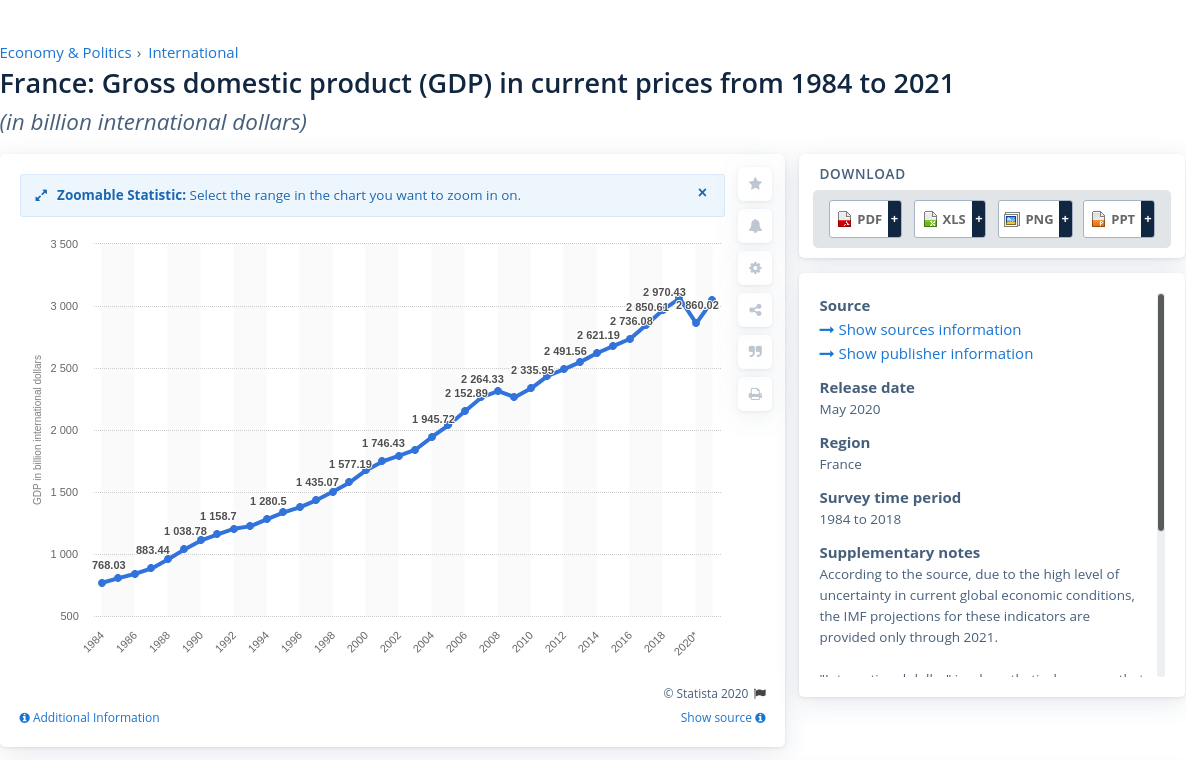 Economy & Politics › International
France: Gross domestic product (GDP) in current prices from 1984 to 2021
(in billion international dollars)
Zoomable Statistic: Select the range in the chart you want to zoom in on.
×
3 500
3 000
2 500
2 000
1 500
1 000
500
GDP in billion international dollars
768.03
883.44
1 038.78
1 158.7
1 280.5
1 435.07
1 577.19
1 746.43
1 945.72
2 152.89
2 264.33
2 335.95
2 491.56
2 621.19
2 736.08
2 850.61
2 970.43
2 860.02
1984
1986
1988
1990
1992
1994
1996
1998
2000
2002
2004
2006
2008
2010
2012
2014
2016
2018
2020*
© Statista 2020
Additional Information
Show source
DOWNLOAD
PDF +
XLS +
PNG +
PPT +
Source
Show sources information
Show publisher information
Release date
May 2020
Region
France
Survey time period
1984 to 2018
Supplementary notes
According to the source, due to the high level of
uncertainty in current global economic conditions,
the IMF projections for these indicators are
provided only through 2021.